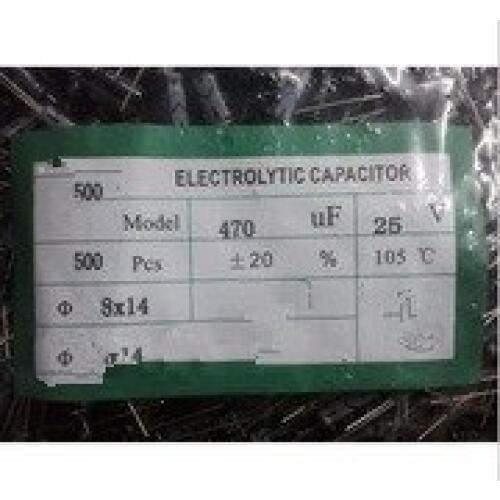 500 ELECTROLYTIC CAPACITOR
Model 470 uF 25 V
500 Pcs ±20 % 105 ℃
Φ 8x14
Φ